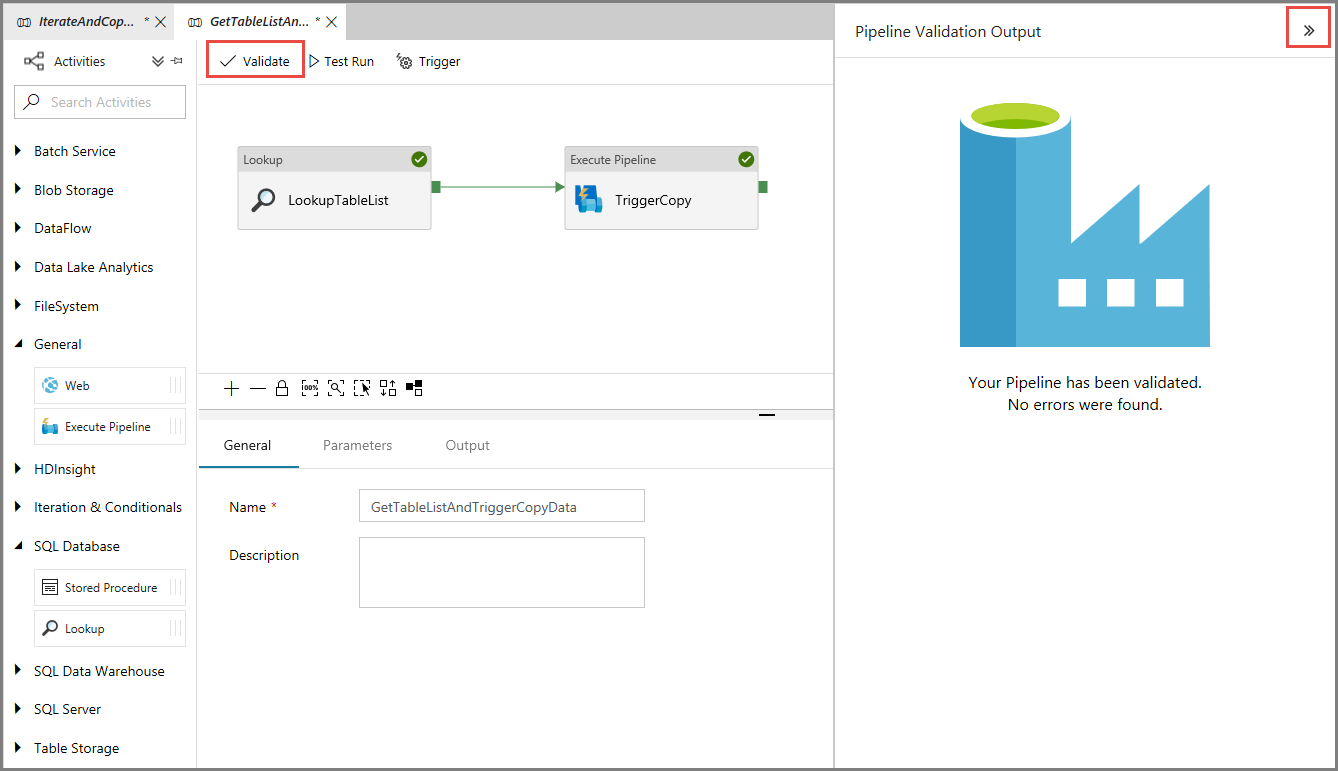 IterateAndCop... *
GetTableListAn... *
Activities
Search Activities
Batch Service
Blob Storage
DataFlow
Data Lake Analytics
FileSystem
General
Web
Execute Pipeline
HDInsight
Iteration & Conditionals
SQL Database
Stored Procedure
Lookup
SQL Data Warehouse
SQL Server
Table Storage
Validate
Test Run
Trigger
Lookup
LookupTableList
Execute Pipeline
TriggerCopy
100%
General
Parameters
Output
Name *
GetTableListAndTriggerCopyData
Description
Pipeline Validation Output
Your Pipeline has been validated.
No errors were found.